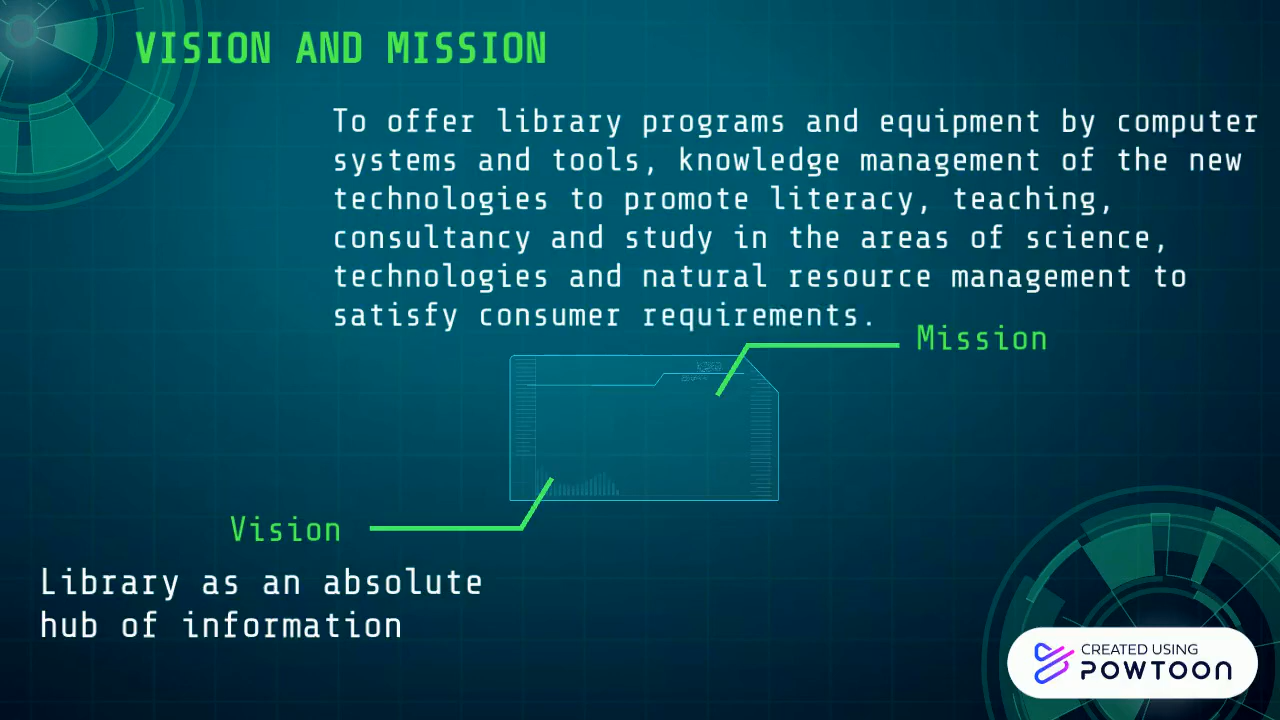 VISION AND MISSION
To offer library programs and equipment by computer
systems and tools, knowledge management of the new
technologies to promote literacy, teaching,
consultancy and study in the areas of science,
technologies and natural resource management to
satisfy consumer requirements.
Mission
Vision
Library as an absolute
hub of information
CREATED USING
POWTOON